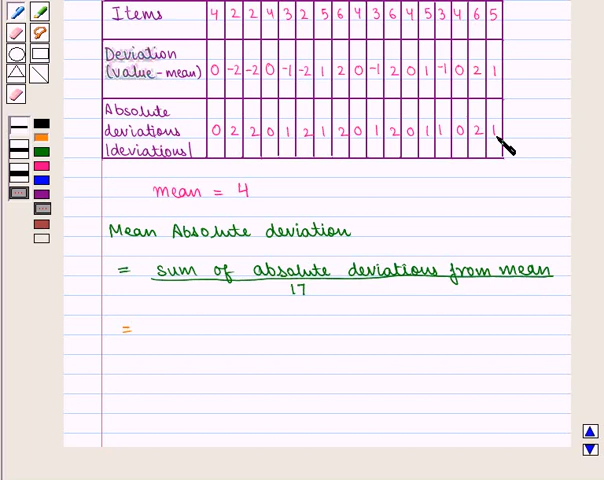 Items 4 2 2 4 3 2 5 6 4 3 6 4 5 3 4 6 5
Deviation
(value - mean) 0 -2 -2 0 -1 -2 1 2 0 -1 2 0 1 -1 0 2 1
Absolute
deviations 0 2 2 0 1 2 1 2 0 1 2 0 1 1 0 2 1
|deviations|
mean = 4
Mean Absolute deviation
= sum of absolute deviations from mean
17
=